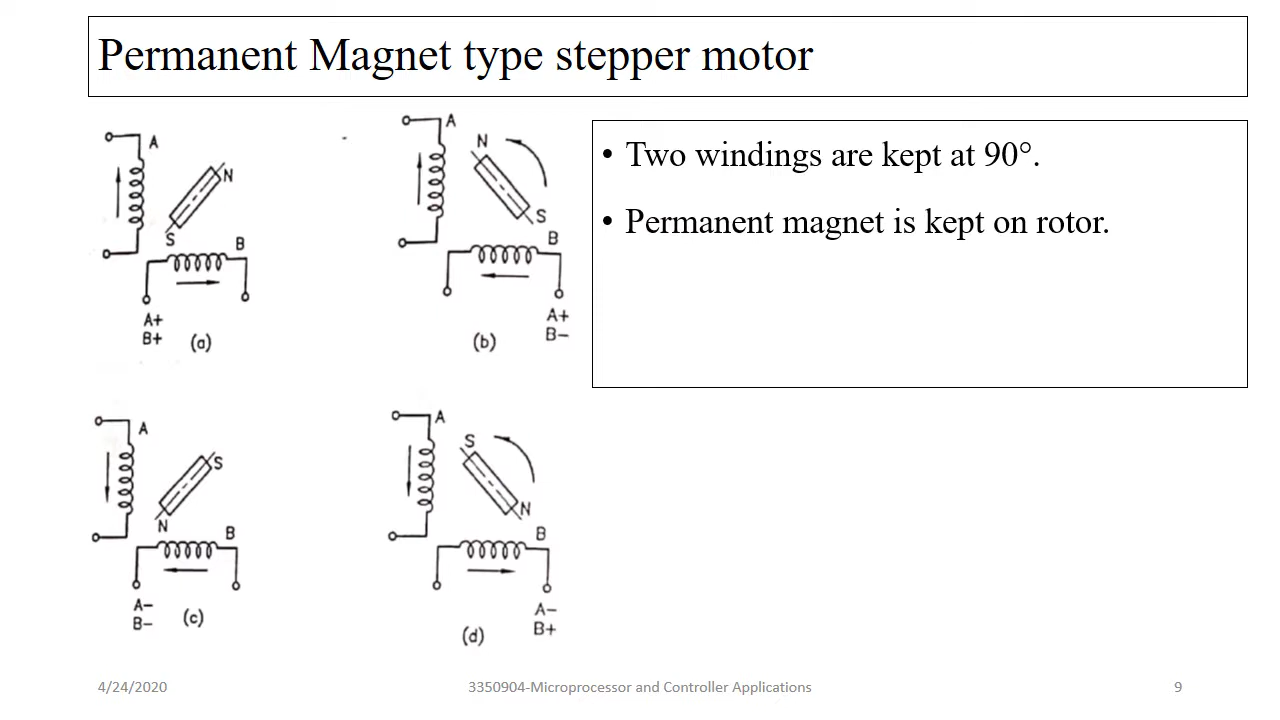 Permanent Magnet type stepper motor
A
N
S
B
A+
B+ (a)
A
N
S
B
A+
B−
(b)
• Two windings are kept at 90°.
• Permanent magnet is kept on rotor.
A
S
N
B
A−
B−
(c)
A
S
N
B
A−
B+
(d)
4/24/2020
3350904-Microprocessor and Controller Applications
9